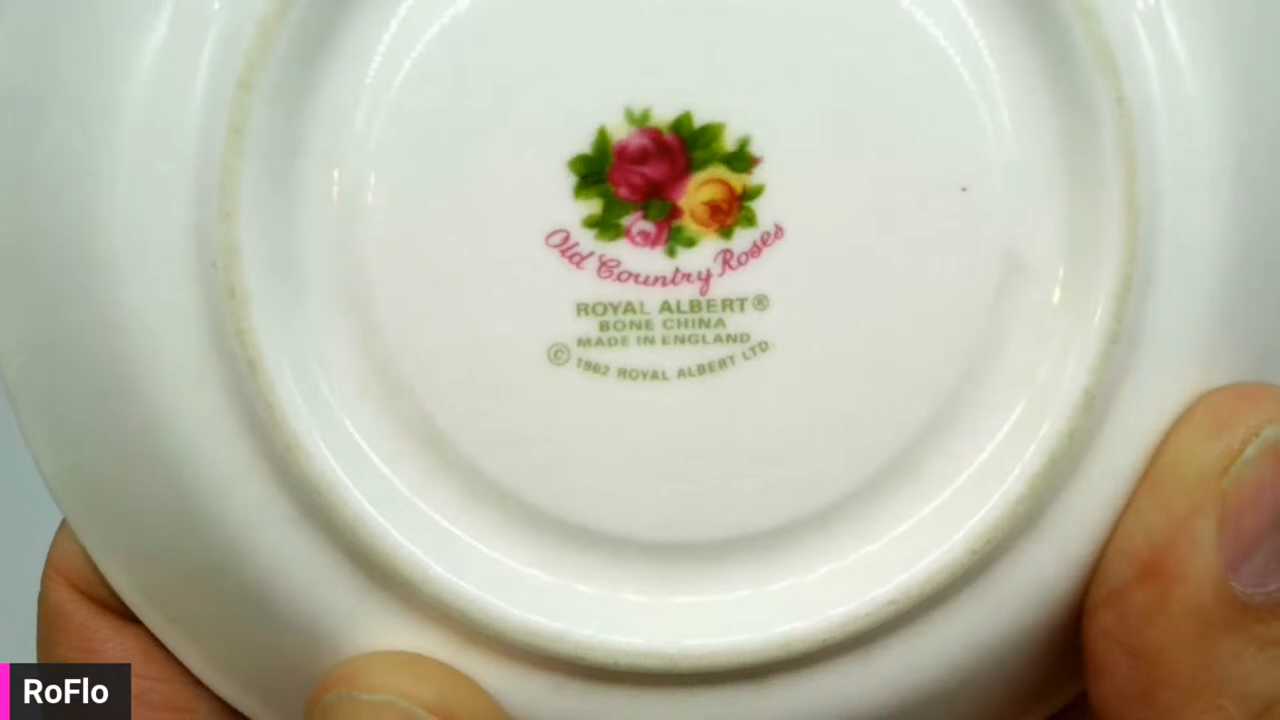 Old Country Roses
ROYAL ALBERT®
BONE CHINA
MADE IN ENGLAND
© 1962 ROYAL ALBERT LTD.
RoFlo